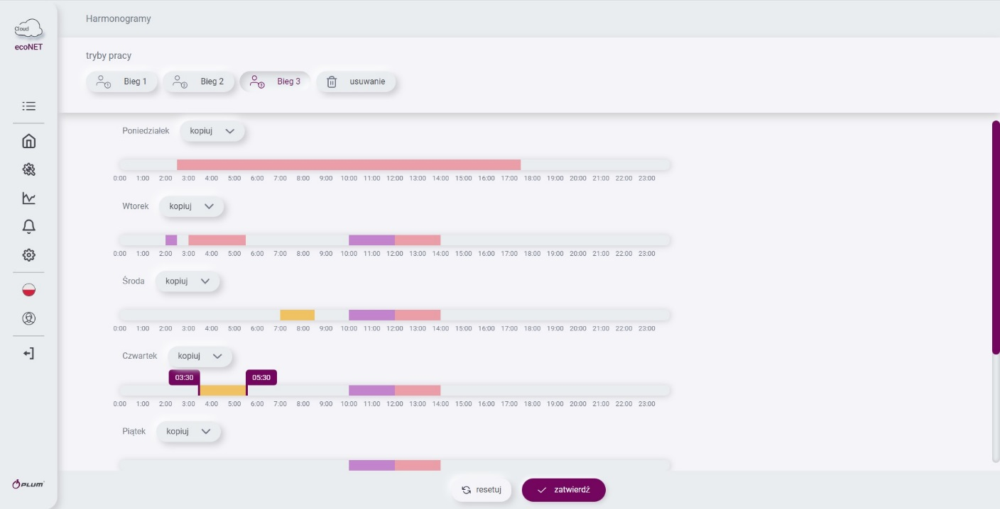 Harmonogramy
Cloud
ecoNET
tryby pracy
Bieg 1 Bieg 2 Bieg 3 usuwanie
Poniedziałek kopiuj
0:00 1:00 2:00 3:00 4:00 5:00 6:00 7:00 8:00 9:00 10:00 11:00 12:00 13:00 14:00 15:00 16:00 17:00 18:00 19:00 20:00 21:00 22:00 23:00
Wtorek kopiuj
0:00 1:00 2:00 3:00 4:00 5:00 6:00 7:00 8:00 9:00 10:00 11:00 12:00 13:00 14:00 15:00 16:00 17:00 18:00 19:00 20:00 21:00 22:00 23:00
Środa kopiuj
0:00 1:00 2:00 3:00 4:00 5:00 6:00 7:00 8:00 9:00 10:00 11:00 12:00 13:00 14:00 15:00 16:00 17:00 18:00 19:00 20:00 21:00 22:00 23:00
Czwartek kopiuj
03:30 05:30
0:00 1:00 2:00 3:00 4:00 5:00 6:00 7:00 8:00 9:00 10:00 11:00 12:00 13:00 14:00 15:00 16:00 17:00 18:00 19:00 20:00 21:00 22:00 23:00
Piątek kopiuj
PLUM
resetuj zatwierdź